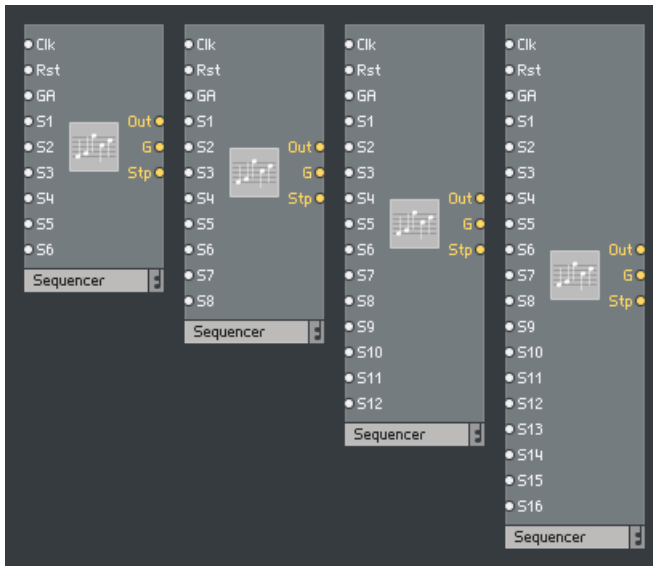 Clk
Rst
GA
S1
S2
S3
S4
S5
S6
Out
G
Stp
Sequencer
Clk
Rst
GA
S1
S2
S3
S4
S5
S6
S7
S8
Out
G
Stp
Sequencer
Clk
Rst
GA
S1
S2
S3
S4
S5
S6
S7
S8
S9
S10
S11
S12
Out
G
Stp
Sequencer
Clk
Rst
GA
S1
S2
S3
S4
S5
S6
S7
S8
S9
S10
S11
S12
S13
S14
S15
S16
Out
G
Stp
Sequencer